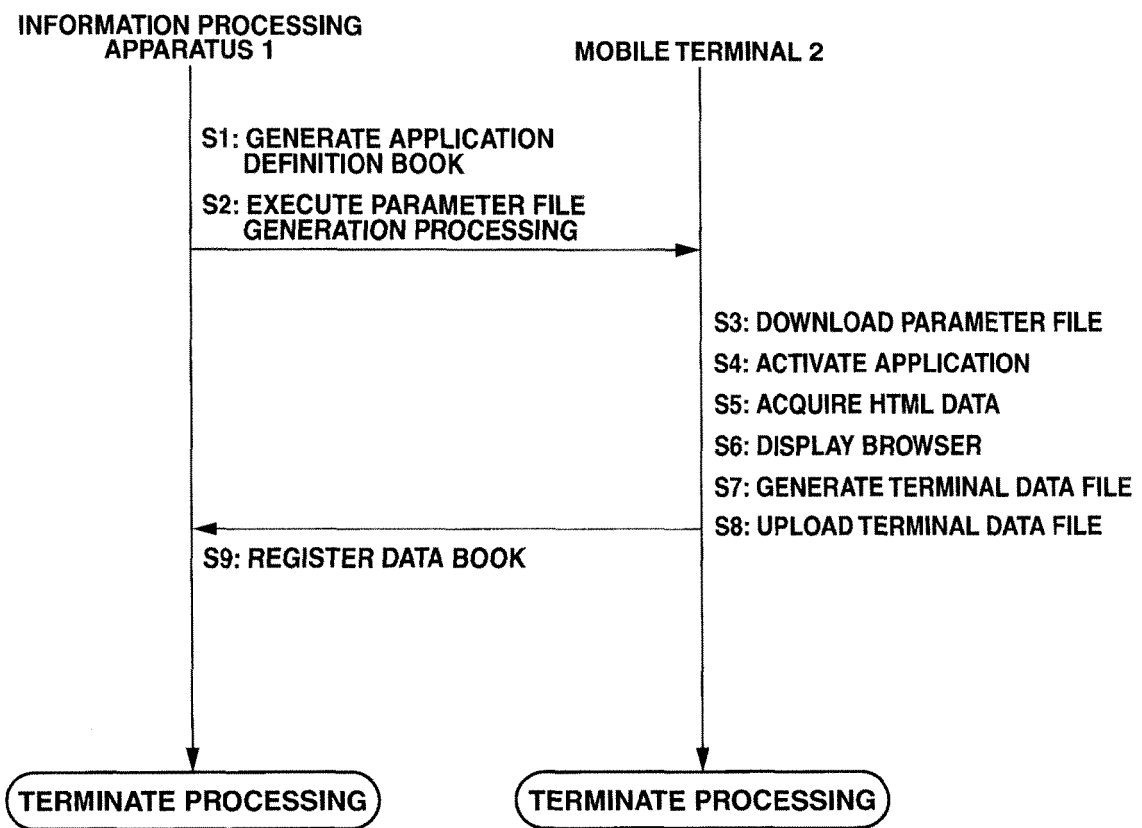 INFORMATION PROCESSING
APPARATUS 1
MOBILE TERMINAL 2
S1: GENERATE APPLICATION
DEFINITION BOOK
S2: EXECUTE PARAMETER FILE
GENERATION PROCESSING
S3: DOWNLOAD PARAMETER FILE
S4: ACTIVATE APPLICATION
S5: ACQUIRE HTML DATA
S6: DISPLAY BROWSER
S7: GENERATE TERMINAL DATA FILE
S8: UPLOAD TERMINAL DATA FILE
S9: REGISTER DATA BOOK
TERMINATE PROCESSING
TERMINATE PROCESSING